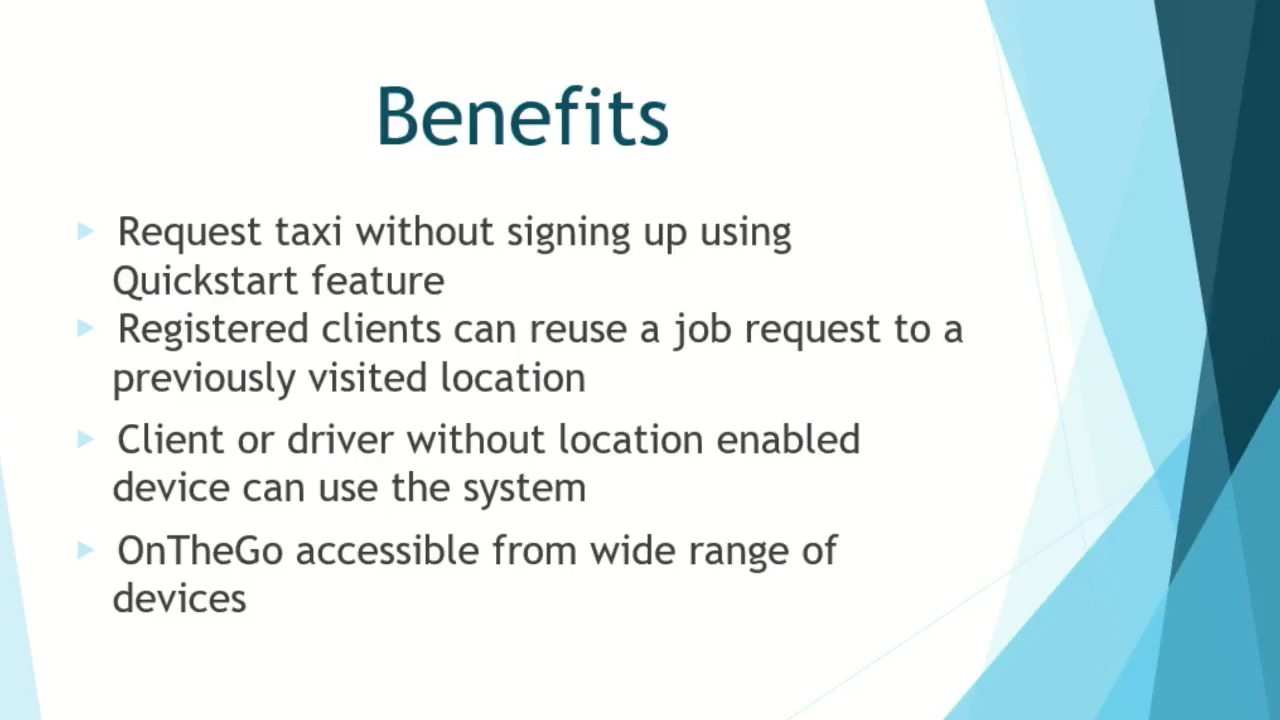 Benefits
Request taxi without signing up using
Quickstart feature
Registered clients can reuse a job request to a
previously visited location
Client or driver without location enabled
device can use the system
OnTheGo accessible from wide range of
devices